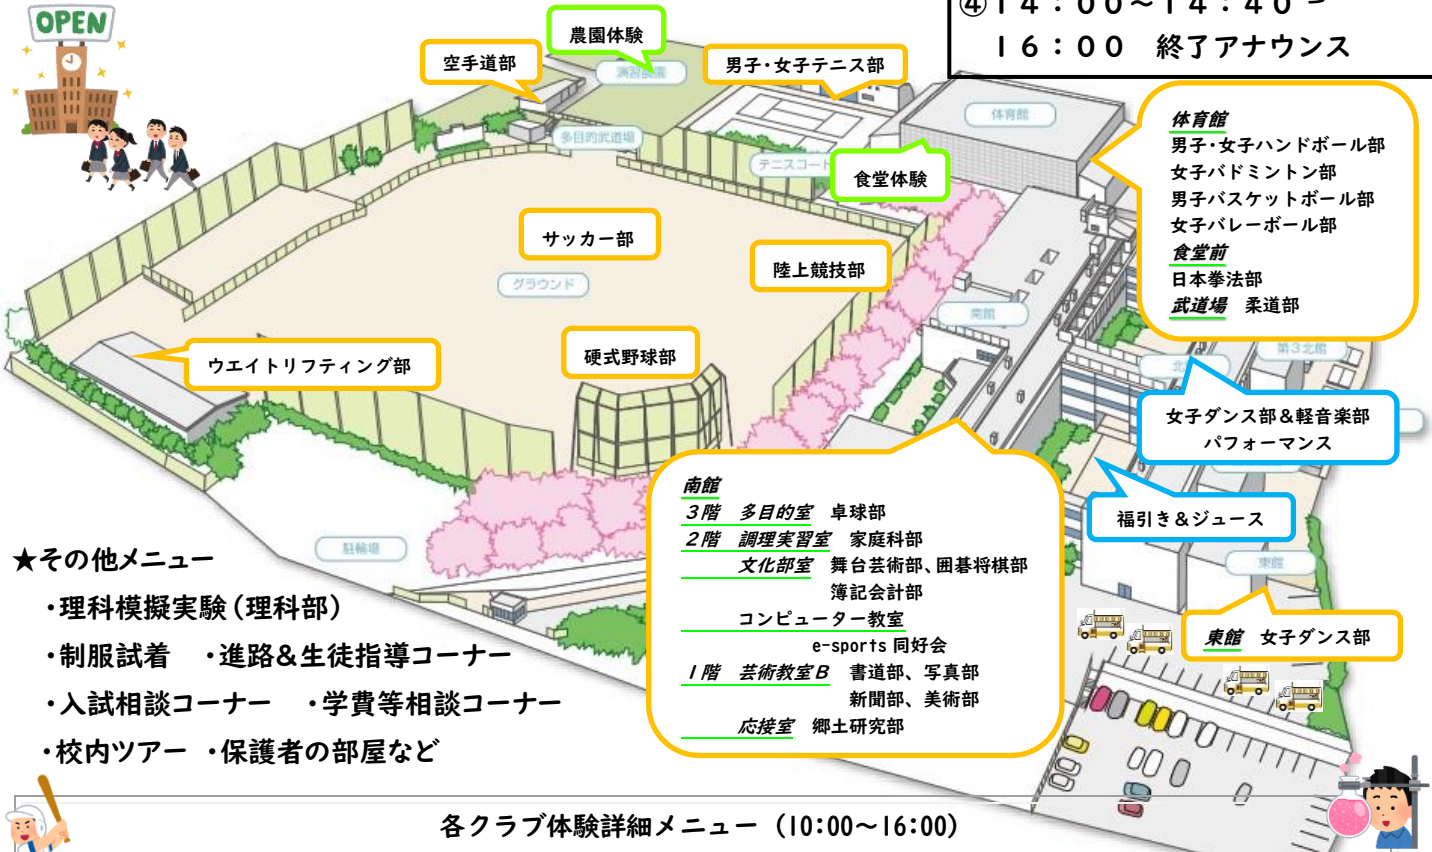 OPEN
④14：00～14：40
16：00　終了アナウンス
農園体験
空手道部
男子・女子テニス部
体育館
多目的武道場
テニスコート
食堂体験
体育館
男子・女子ハンドボール部
女子バドミントン部
男子バスケットボール部
女子バレーボール部
食堂前
日本拳法部
武道場　柔道部
サッカー部
陸上競技部
グラウンド
南館
第3北館
硬式野球部
ウエイトリフティング部
女子ダンス部＆軽音楽部
パフォーマンス
福引き＆ジュース
南館
3階　多目的室　卓球部
2階　調理実習室　家庭科部
文化部室　舞台芸術部、囲碁将棋部
簿記会計部
コンピューター教室
e-sports 同好会
1階　芸術教室B　書道部、写真部
新聞部、美術部
応接室　郷土研究部
駐輪場
東館
東館　女子ダンス部
★その他メニュー
・理科模擬実験（理科部）
・制服試着　・進路＆生徒指導コーナー
・入試相談コーナー　・学費等相談コーナー
・校内ツアー　・保護者の部屋など
各クラブ体験詳細メニュー（10:00～16:00）